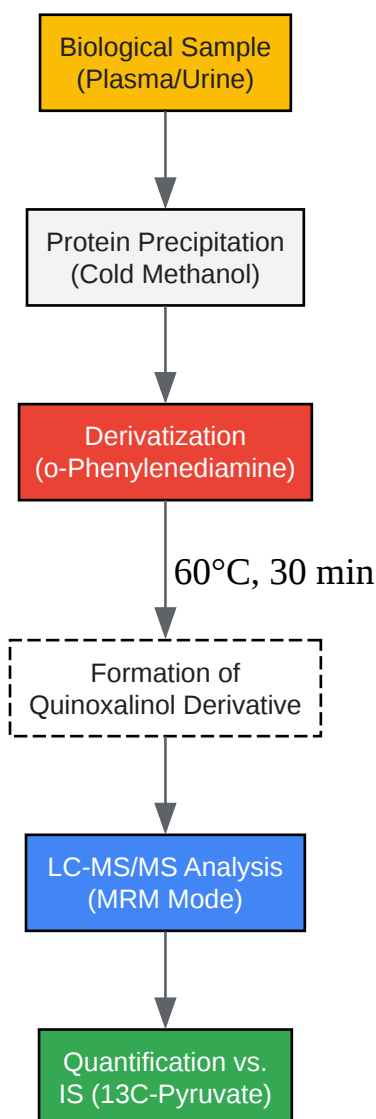 Biological Sample
(Plasma/Urine)
Protein Precipitation
(Cold Methanol)
Derivatization
(o-Phenylenediamine)
60°C, 30 min
Formation of
Quinoxalinol Derivative
LC-MS/MS Analysis
(MRM Mode)
Quantification vs.
IS (13C-Pyruvate)